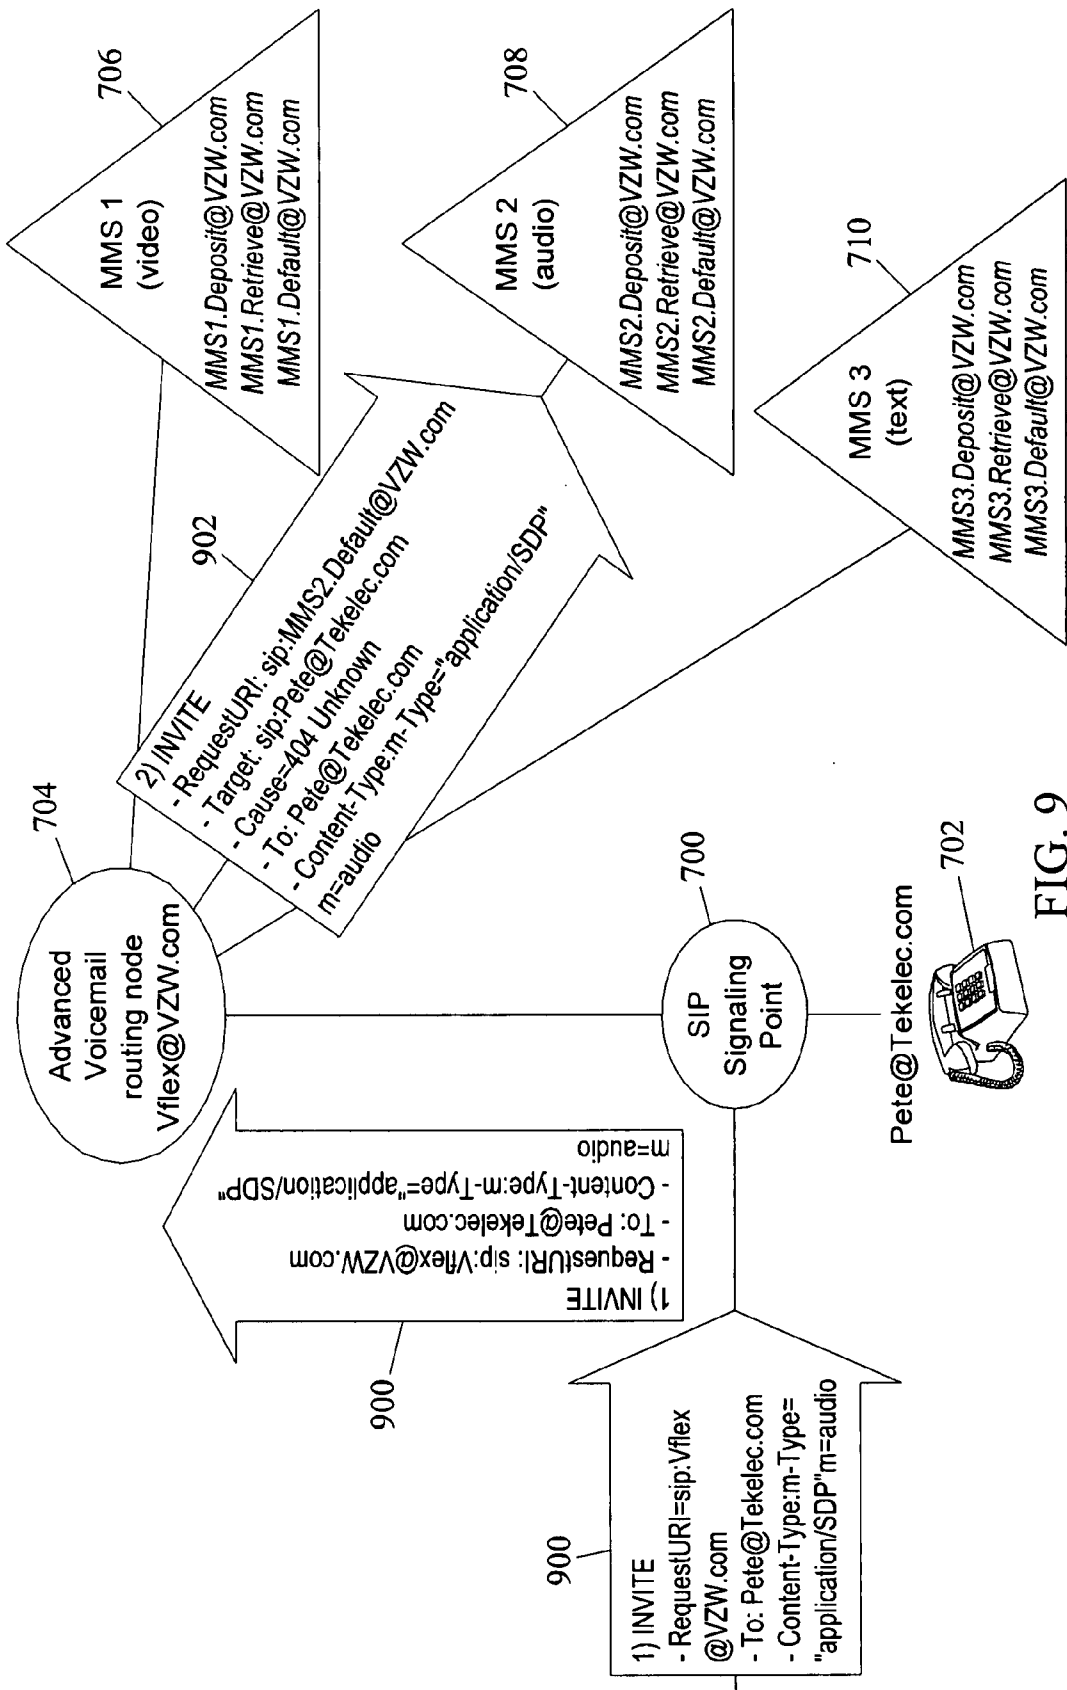 Advanced
Voicemail
routing node
Vflex@VZW.com
704
MMS 1
(video)
MMS1.Deposit@VZW.com
MMS1.Retrieve@VZW.com
MMS1.Default@VZW.com
706
1) INVITE
- RequestURI: sip:Vflex@VZW.com
- To: Pete@Tekelec.com
- Content-Type:m-Type="application/SDP"
m=audio
900
2) INVITE
- RequestURI: sip:MMS2.Default@VZW.com
- Target: sip:Pete@Tekelec.com
- Cause=404 Unknown
- To: Pete@Tekelec.com
- Content-Type:m-Type="application/SDP"
m=audio
902
MMS 2
(audio)
MMS2.Deposit@VZW.com
MMS2.Retrieve@VZW.com
MMS2.Default@VZW.com
708
1) INVITE
- RequestURI=sip:Vflex
@VZW.com
- To: Pete@Tekelec.com
- Content-Type:m-Type=
"application/SDP"m=audio
900
SIP
Signaling
Point
700
MMS 3
(text)
MMS3.Deposit@VZW.com
MMS3.Retrieve@VZW.com
MMS3.Default@VZW.com
710
Pete@Tekelec.com
702
FIG. 9